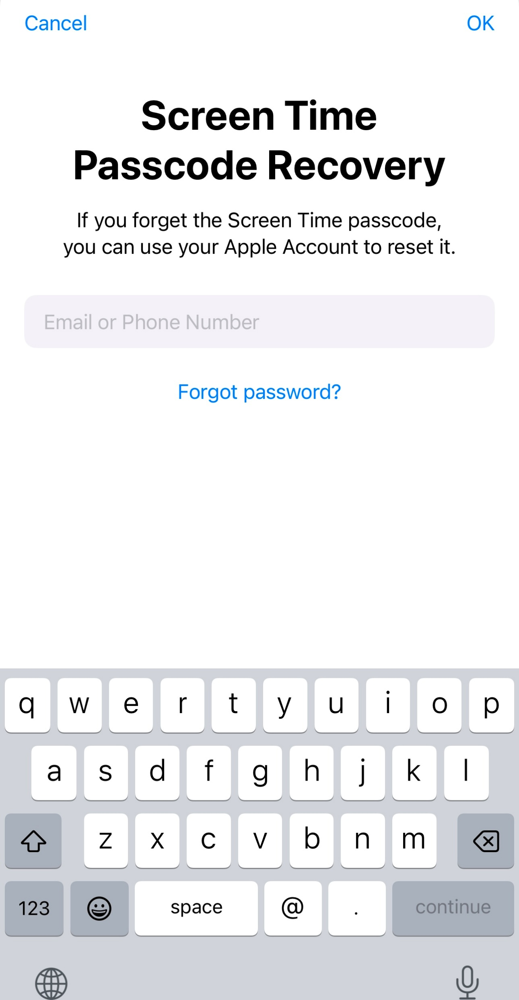 Cancel OK
Screen Time
Passcode Recovery
If you forget the Screen Time passcode,
you can use your Apple Account to reset it.
Email or Phone Number
Forgot password?
q w e r t y u i o p
a s d f g h j k l
z x c v b n m
123 space @ . continue